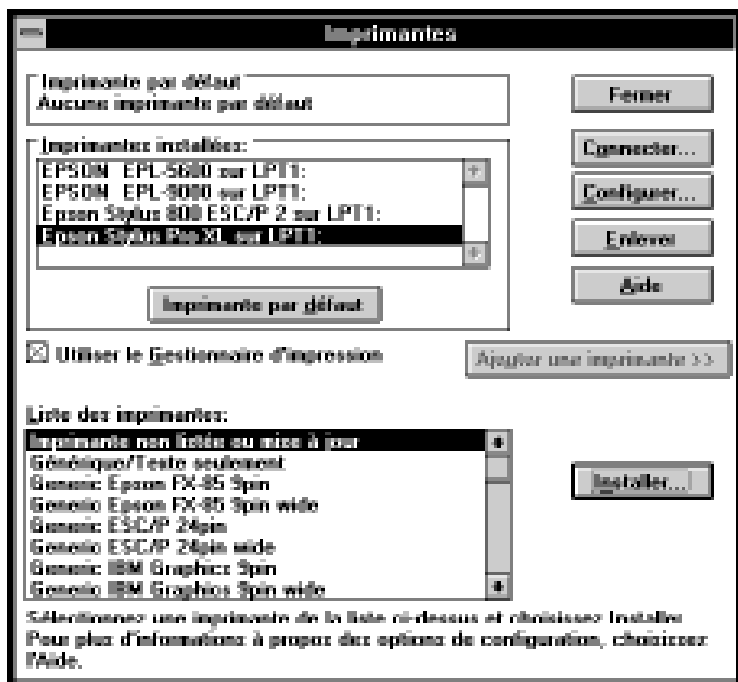 Imprimantes
Imprimante par défaut
Aucune imprimante par défaut
Fermer
Imprimantes installées:
EPSON EPL-5600 sur LPT1:
EPSON EPL-9000 sur LPT1:
Epson Stylus 800 ESC/P 2 sur LPT1:
Epson Stylus Pro XL sur LPT1:
Connecter...
Configurer...
Enlever
Aide
Imprimante par défaut
Utiliser le Gestionnaire d'impression
Ajouter une imprimante >>
Liste des imprimantes:
Imprimante non listée ou mise à jour
Générique/Texte seulement
Generic Epson FX-85 9pin
Generic Epson FX-85 9pin wide
Generic ESC/P 24pin
Generic ESC/P 24pin wide
Generic IBM Graphics 9pin
Generic IBM Graphics 9pin wide
Installer...
Sélectionnez une imprimante de la liste ci-dessus et choisissez Installer
Pour plus d'informations à propos des options de configuration, choisissez
l'Aide.